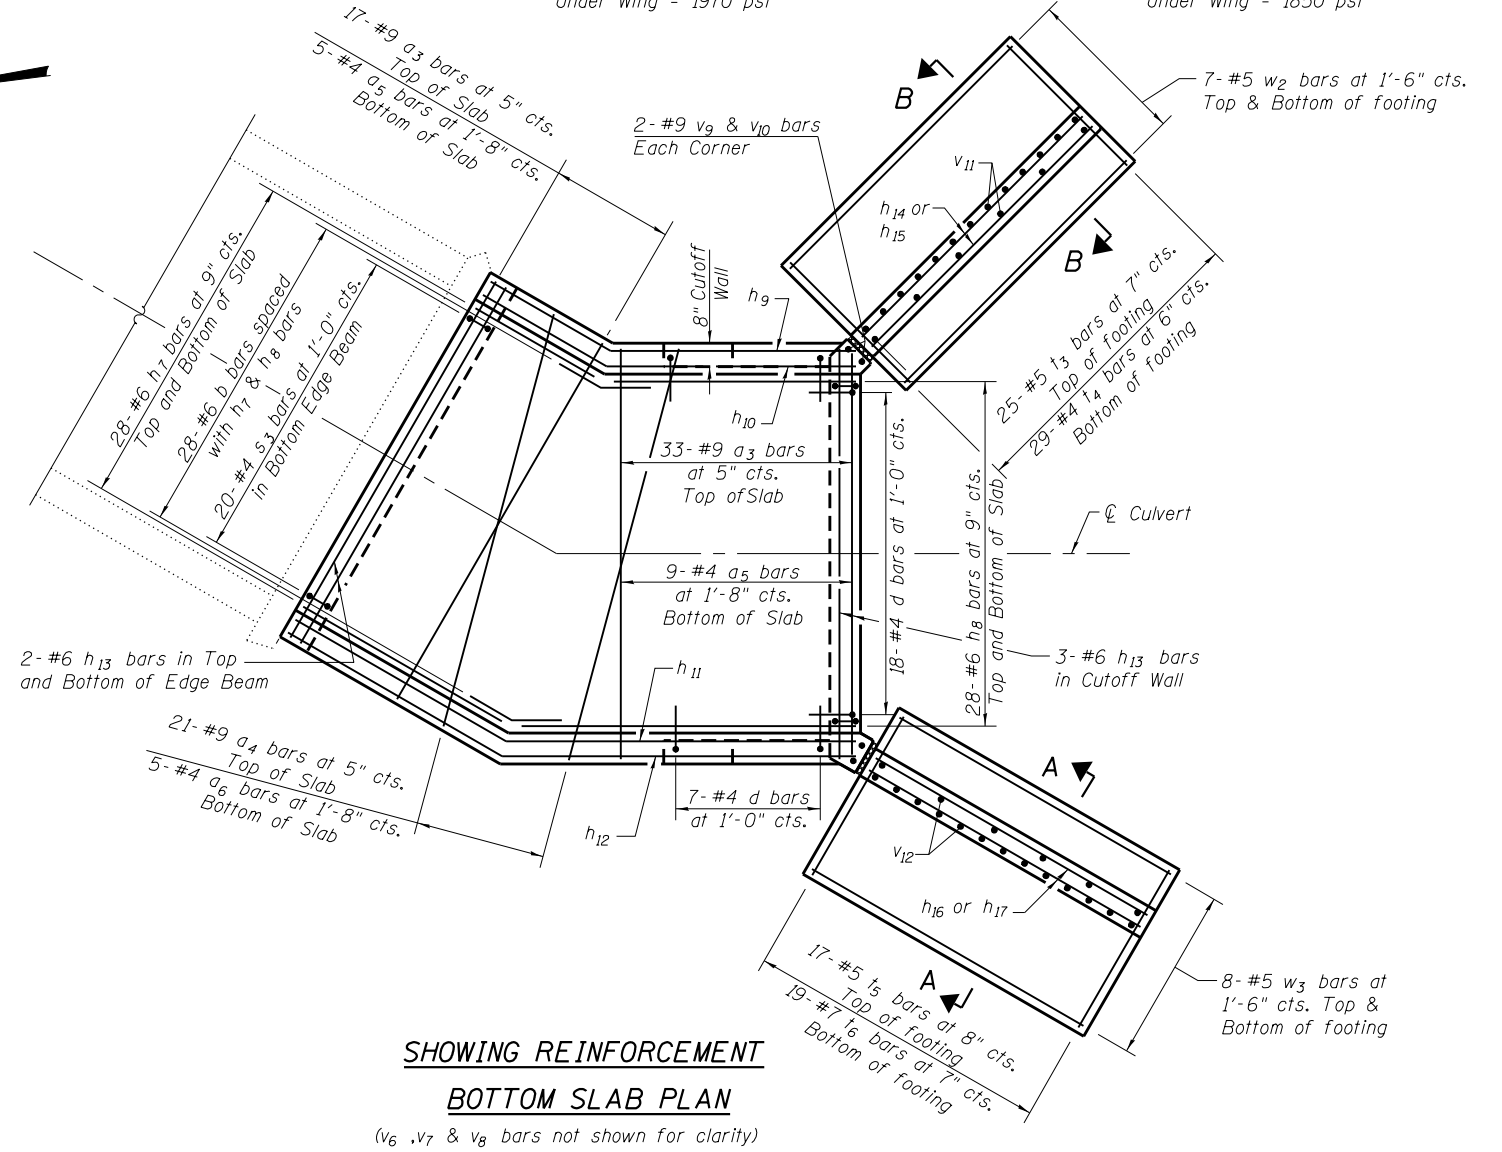 Under Wing - 1970 psf
Under Wing - 1850 psf
17- #9 a3 bars at 5" cts.
Top of Slab
5- #4 a5 bars at 1'-8" cts.
Bottom of Slab
B
7- #5 w2 bars at 1'-6" cts.
Top & Bottom of footing
2- #9 v9 & v10 bars
Each Corner
v11
h14 or
h15
B
28- #6 h7 bars at 9" cts.
Top and Bottom of Slab
28- #6 b bars spaced
with h7 & h8 bars
20- #4 s3 bars at 1'-0" cts.
in Bottom Edge Beam
8" Cutoff
Wall
h9
h10
25- #5 t3 bars at 7" cts.
Top of footing
29- #4 t4 bars at 6" cts.
Bottom of footing
33- #9 a3 bars
at 5" cts.
Top of Slab
18- #4 d bars at 1'-0" cts.
28- #6 h8 bars at 9" cts.
Top and Bottom of Slab
℄ Culvert
9- #4 a5 bars
at 1'-8" cts.
Bottom of Slab
2- #6 h13 bars in Top
and Bottom of Edge Beam
h11
3- #6 h13 bars
in Cutoff Wall
21- #9 a4 bars at 5" cts.
Top of Slab
5- #4 a6 bars at 1'-8" cts.
Bottom of Slab
h12
7- #4 d bars
at 1'-0" cts.
A
v12
h16 or h17
A
17- #5 t5 bars at 8" cts.
Top of footing
19- #7 t6 bars at 7" cts.
Bottom of footing
8- #5 w3 bars at
1'-6" cts. Top &
Bottom of footing
SHOWING REINFORCEMENT
BOTTOM SLAB PLAN
(v6 ,v7 & v8 bars not shown for clarity)